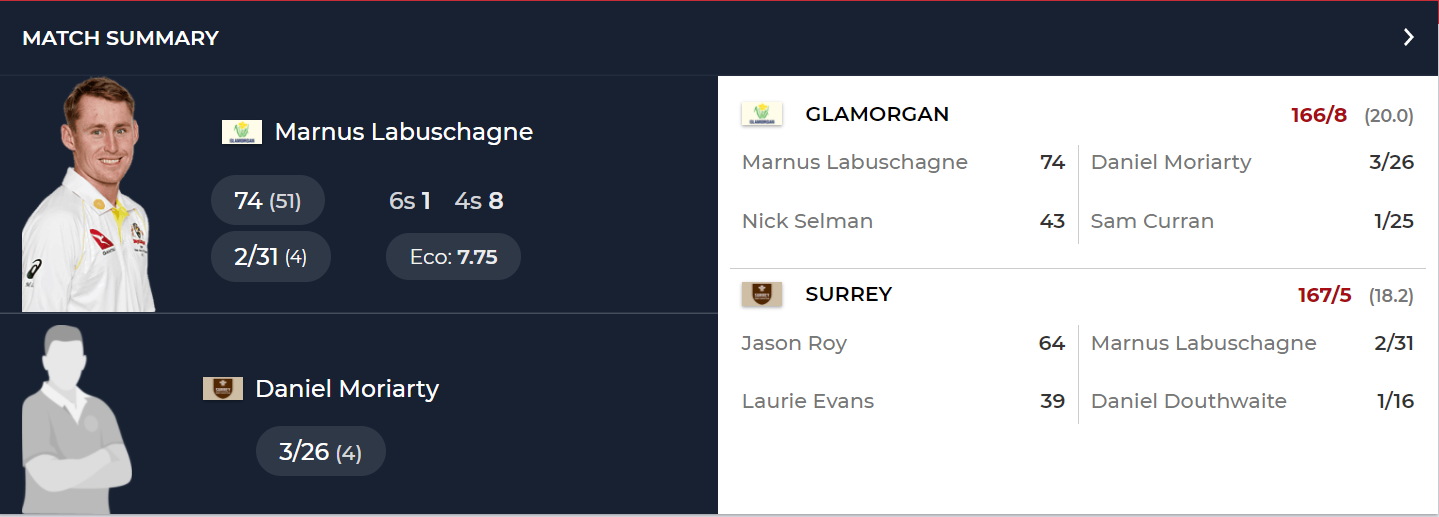 MATCH SUMMARY
Marnus Labuschagne
74 (51) 6s 1 4s 8
2/31 (4) Eco: 7.75
Daniel Moriarty
3/26 (4)
GLAMORGAN 166/8 (20.0)
Marnus Labuschagne 74 Daniel Moriarty 3/26
Nick Selman 43 Sam Curran 1/25
SURREY 167/5 (18.2)
Jason Roy 64 Marnus Labuschagne 2/31
Laurie Evans 39 Daniel Douthwaite 1/16